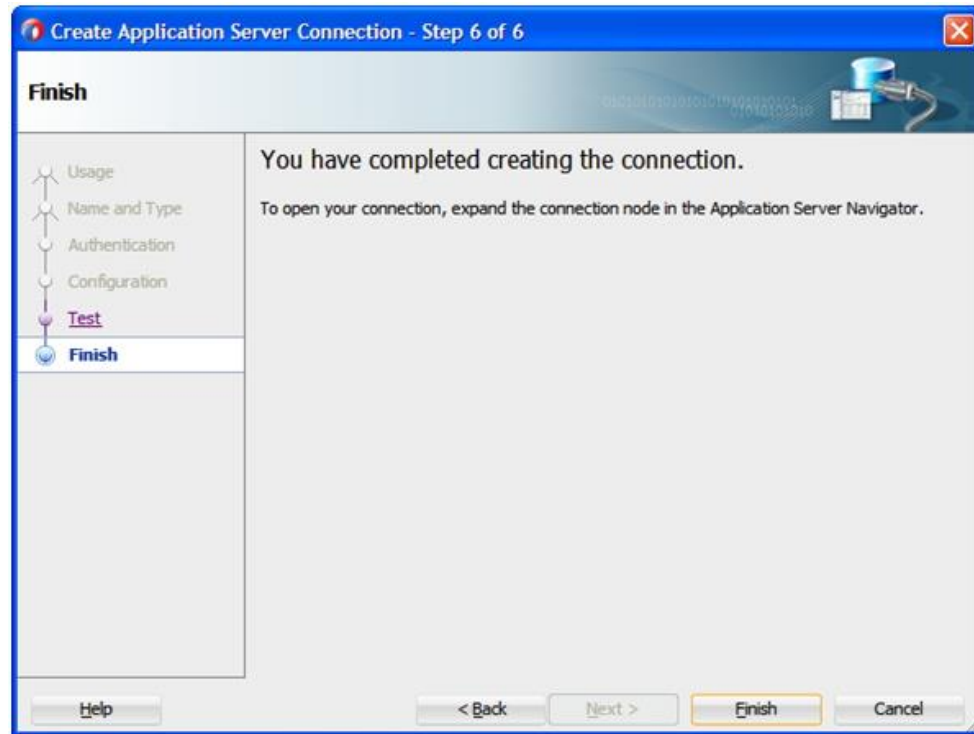 Create Application Server Connection - Step 6 of 6
Finish
Usage
Name and Type
Authentication
Configuration
Test
Finish
You have completed creating the connection.
To open your connection, expand the connection node in the Application Server Navigator.
Help
< Back
Next >
Finish
Cancel